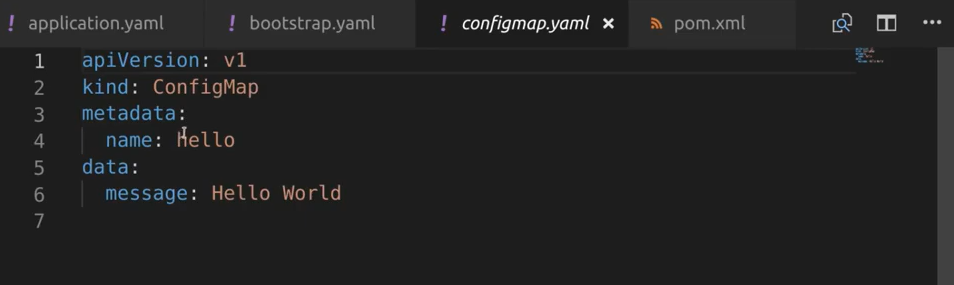 ! application.yaml ! bootstrap.yaml ! configmap.yaml × pom.xml ...
1 apiVersion: v1
2 kind: ConfigMap
3 metadata:
4   name: hello
5 data:
6   message: Hello World
7